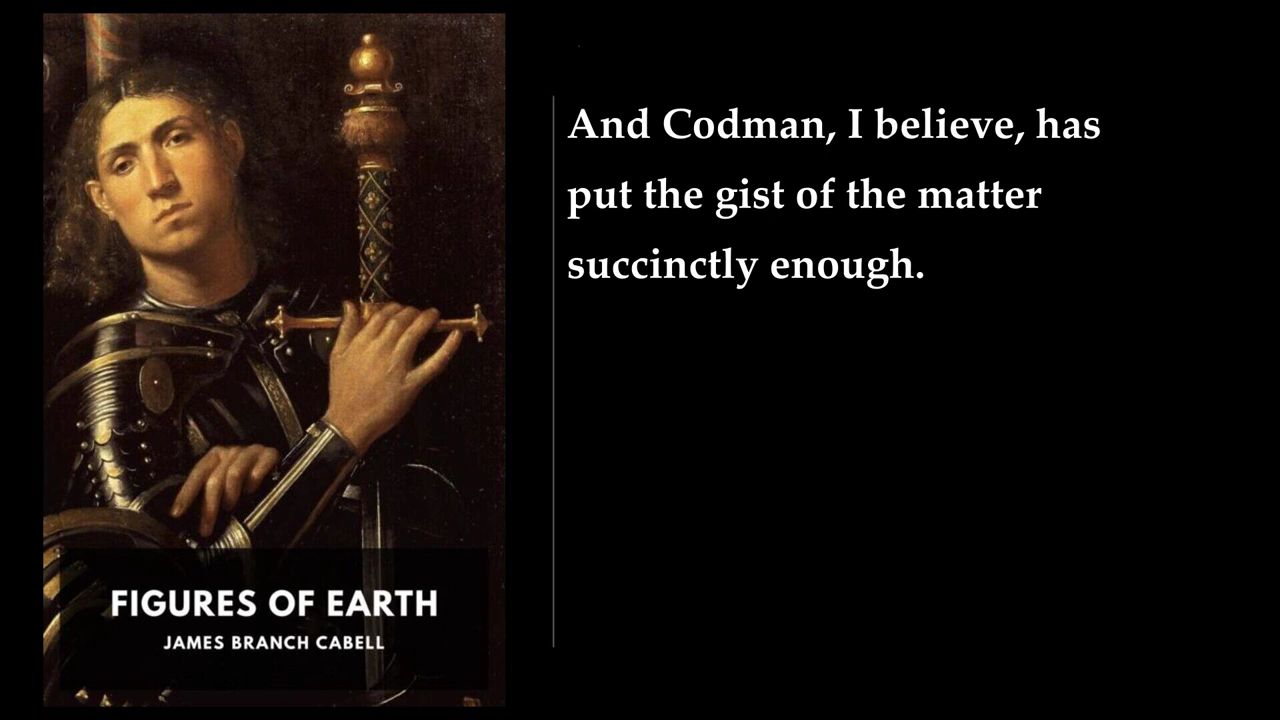 And Codman, I believe, has
put the gist of the matter
succinctly enough.
FIGURES OF EARTH
JAMES BRANCH CABELL